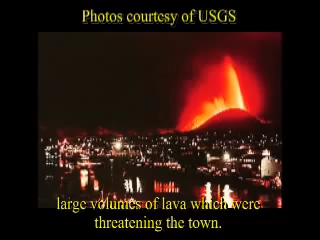 Photos courtesy of USGS
large volumes of lava which were
threatening the town.